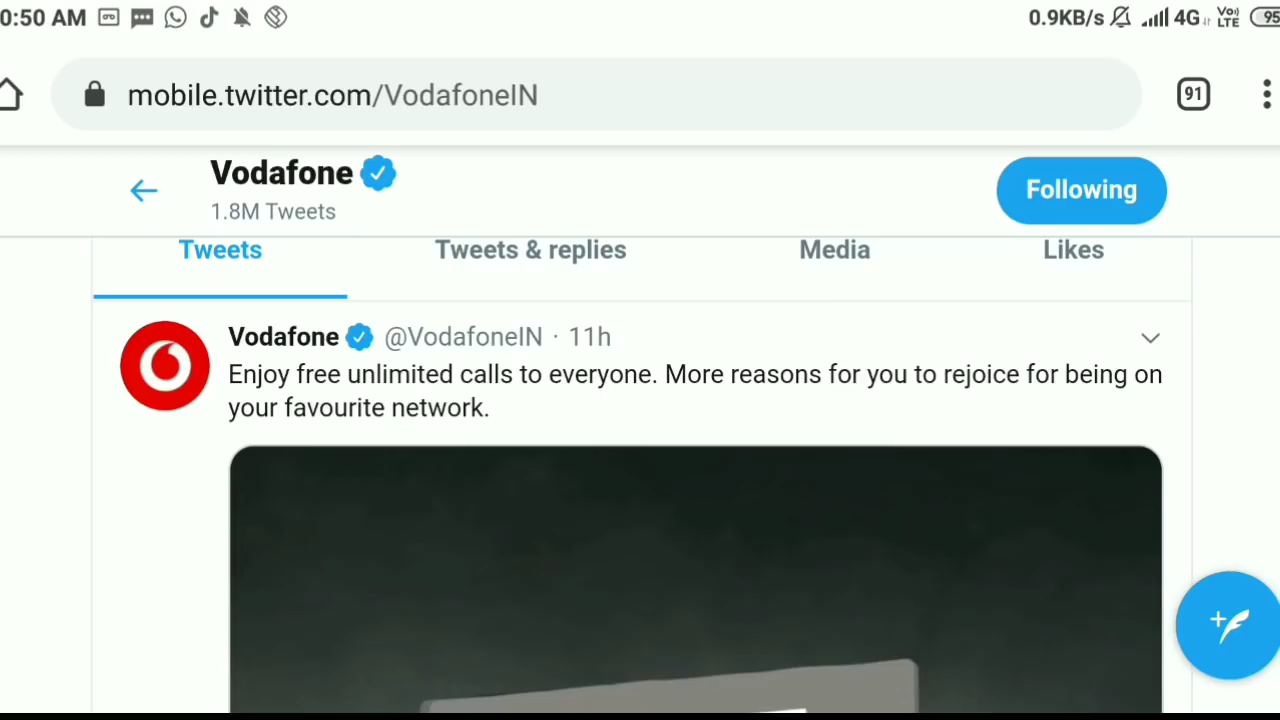 0:50 AM 0.9KB/s 4G Vo) LTE 95
mobile.twitter.com/VodafoneIN 91
Vodafone
1.8M Tweets
Following
Tweets Tweets & replies Media Likes
Vodafone @VodafoneIN · 11h
Enjoy free unlimited calls to everyone. More reasons for you to rejoice for being on
your favourite network.